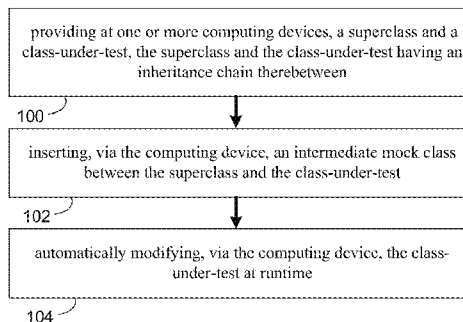 providing at one or more computing devices, a superclass and a
class-under-test, the superclass and the class-under-test having an
inheritance chain therebetween
100
inserting, via the computing device, an intermediate mock class
between the superclass and the class-under-test
102
automatically modifying, via the computing device, the class-
under-test at runtime
104